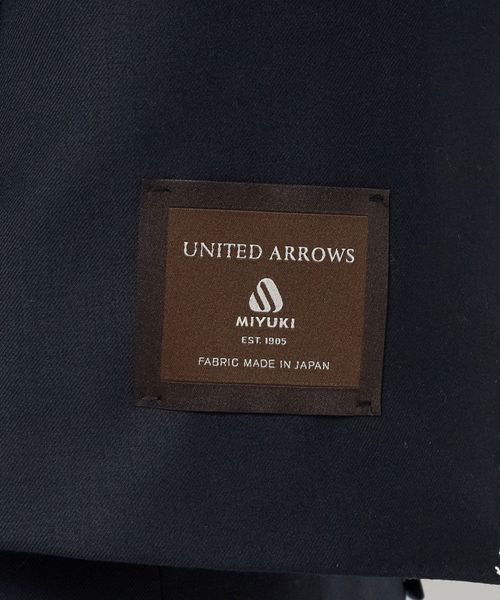 UNITED ARROWS
MIYUKI
EST. 1905
FABRIC MADE IN JAPAN